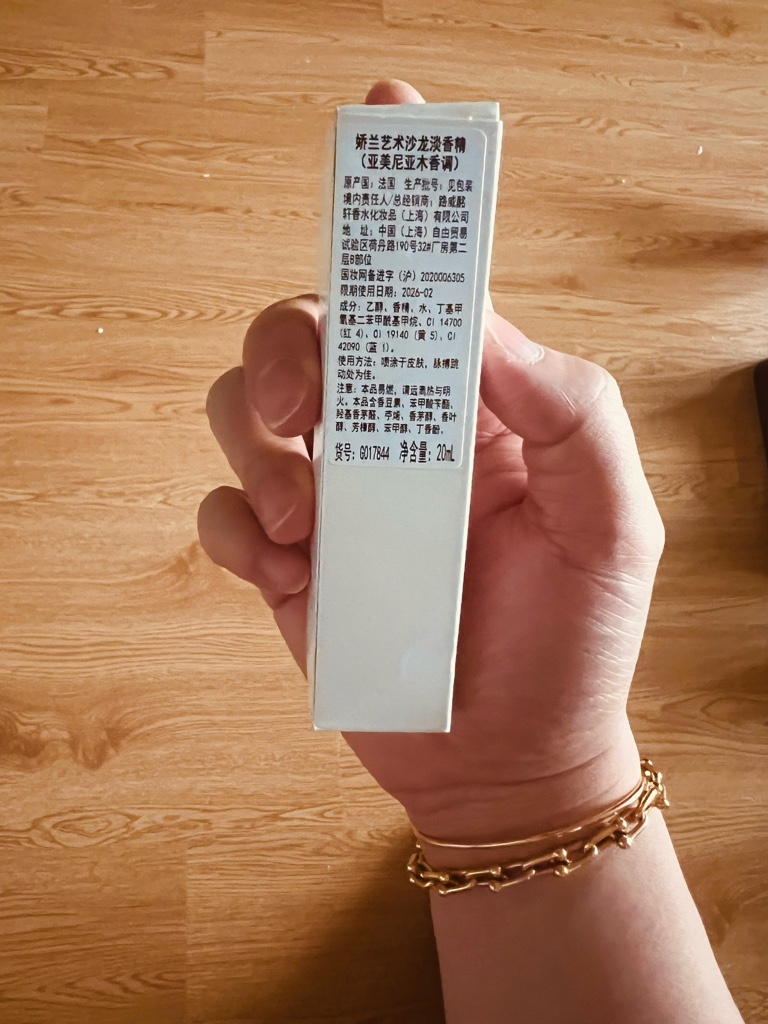 娇兰艺术沙龙淡香精
（亚美尼亚木香调）
原产国：法国 生产批号：见包装
境内责任人/总经销商：路威酩
轩香水化妆品（上海）有限公司
地 址：中国（上海）自由贸易
试验区荷丹路190号32#厂房第二
层B部位
国妆网备进字（沪）2020006305
限期使用日期：2026-02
成分：乙醇、香精、水、丁基甲
氧基二苯甲酰基甲烷、CI 14700
(红 4)、CI 19140 (黄 5)、CI
42090 (蓝 1)。
使用方法：喷涂于皮肤，脉搏跳
动处为佳。
注意：本品易燃，请远离热与明
火。本品含香豆素、苯甲酸苄酯、
羟基香茅醛、苧烯、香茅醇、香叶
醇、芳樟醇、苯甲醇、丁香酚。
货号：G017844 净含量：20mL